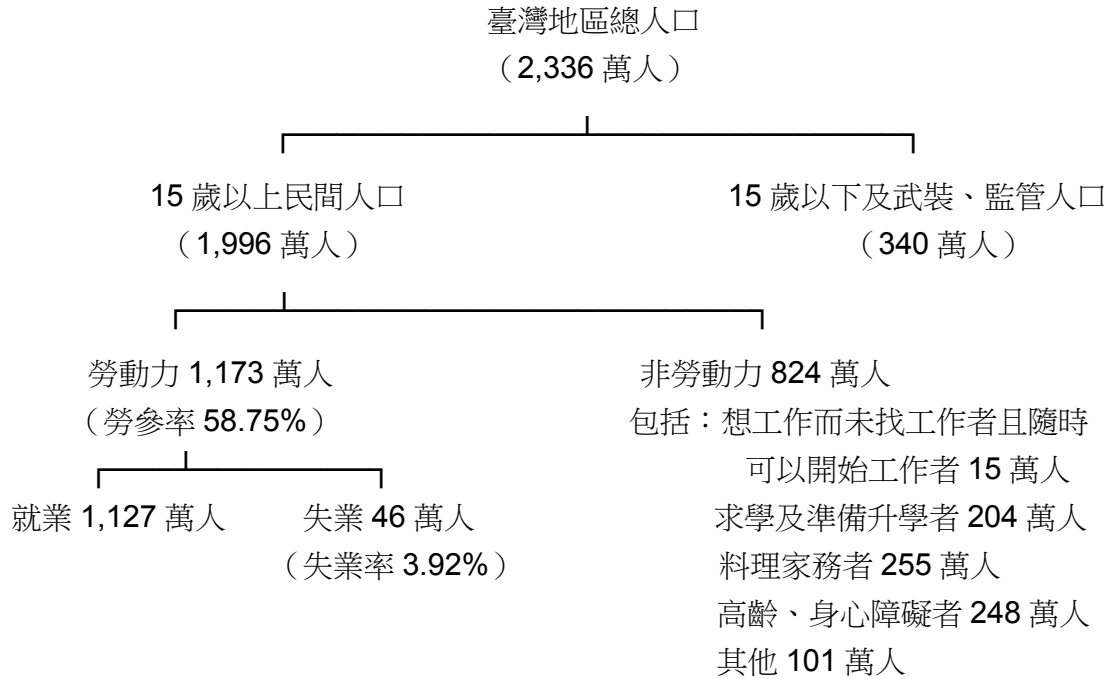 臺灣地區總人口
（2,336 萬人）
15 歲以上民間人口
（1,996 萬人）
15 歲以下及武裝、監管人口
（340 萬人）
勞動力 1,173 萬人
（勞參率 58.75%）
非勞動力 824 萬人
包括：想工作而未找工作者且隨時
可以開始工作者 15 萬人
求學及準備升學者 204 萬人
料理家務者 255 萬人
高齡、身心障礙者 248 萬人
其他 101 萬人
就業 1,127 萬人
失業 46 萬人
（失業率 3.92%）